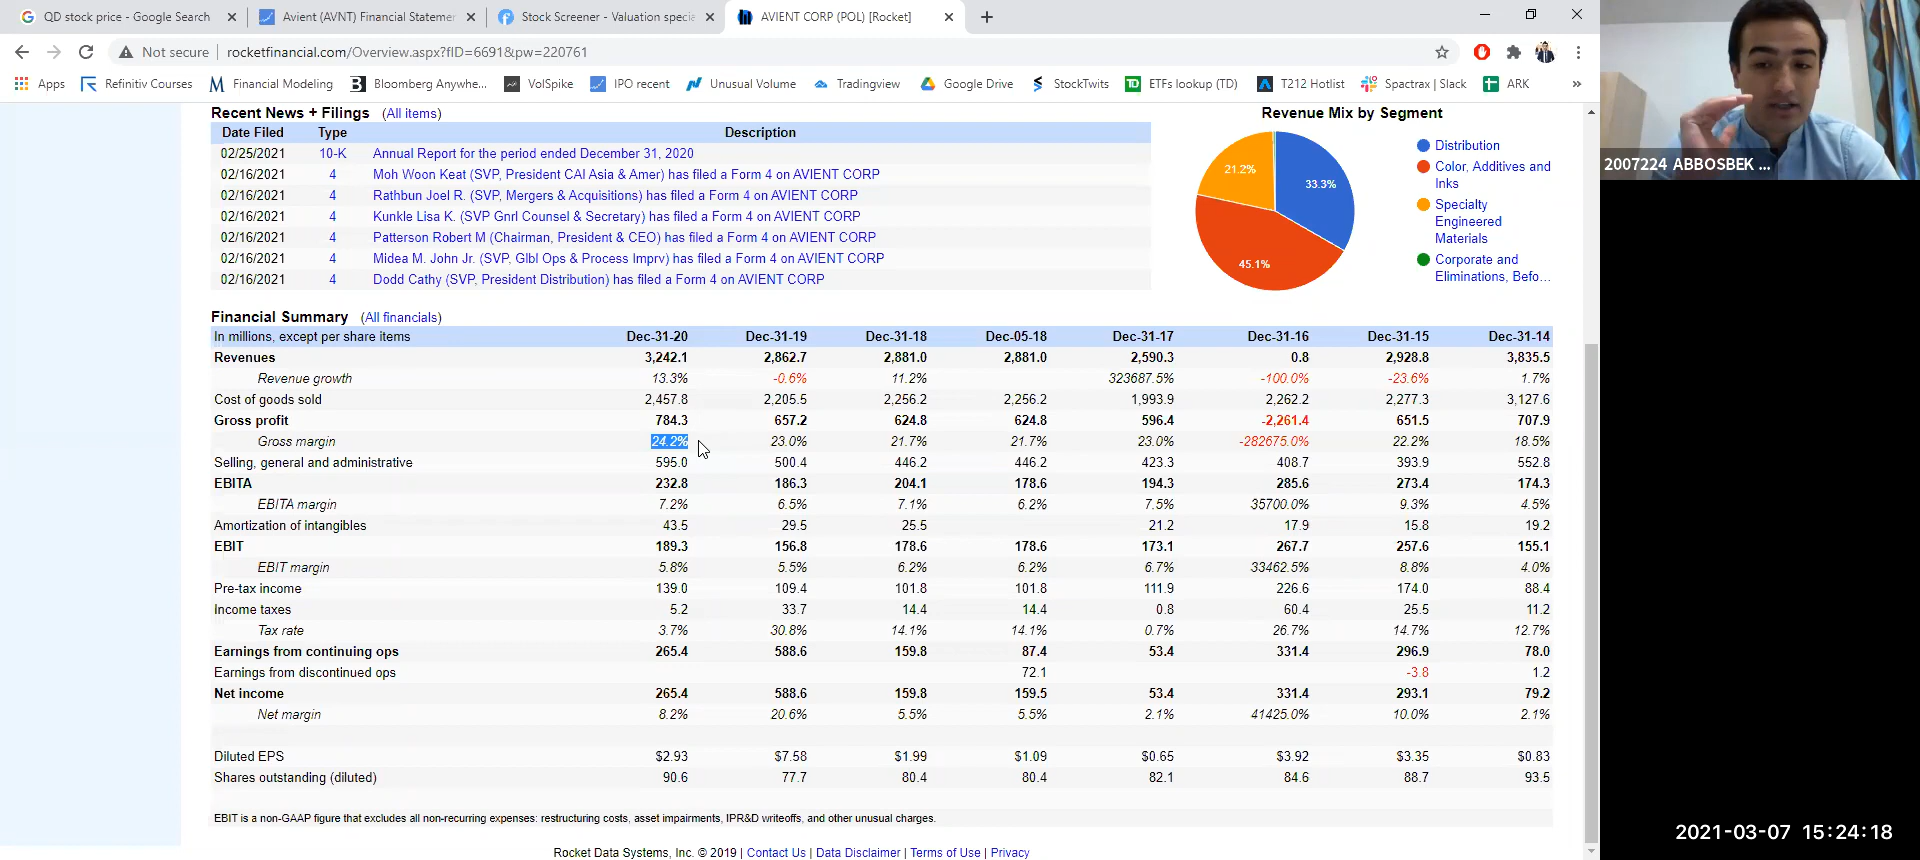 QD stock price - Google Search
Avient (AVNT) Financial Statemen
Stock Screener - Valuation specia
AVIENT CORP (POL) [Rocket]
Not secure
rocketfinancial.com/Overview.aspx?fID=6691&pw=220761
Apps Refinitiv Courses Financial Modeling Bloomberg Anywhe... VolSpike IPO recent Unusual Volume Tradingview Google Drive StockTwits ETFs lookup (TD) T212 Hotlist Spactrax | Slack ARK »
Recent News + Filings (All items)
Date Filed Type Description
02/25/2021 10-K Annual Report for the period ended December 31, 2020
02/16/2021 4 Moh Woon Keat (SVP, President CAI Asia & Amer) has filed a Form 4 on AVIENT CORP
02/16/2021 4 Rathbun Joel R. (SVP, Mergers & Acquisitions) has filed a Form 4 on AVIENT CORP
02/16/2021 4 Kunkle Lisa K. (SVP Gnrl Counsel & Secretary) has filed a Form 4 on AVIENT CORP
02/16/2021 4 Patterson Robert M (Chairman, President & CEO) has filed a Form 4 on AVIENT CORP
02/16/2021 4 Midea M. John Jr. (SVP, Glbl Ops & Process Imprv) has filed a Form 4 on AVIENT CORP
02/16/2021 4 Dodd Cathy (SVP, President Distribution) has filed a Form 4 on AVIENT CORP
Revenue Mix by Segment
21.2%
33.3%
45.1%
Distribution
Color, Additives and
Inks
Specialty
Engineered
Materials
Corporate and
Eliminations, Befo...
2007224 ABBOSBEK ...
Financial Summary (All financials)
In millions, except per share items Dec-31-20 Dec-31-19 Dec-31-18 Dec-05-18 Dec-31-17 Dec-31-16 Dec-31-15 Dec-31-14
Revenues 3,242.1 2,862.7 2,881.0 2,881.0 2,590.3 0.8 2,928.8 3,835.5
Revenue growth 13.3% -0.6% 11.2% 323687.5% -100.0% -23.6% 1.7%
Cost of goods sold 2,457.8 2,205.5 2,256.2 2,256.2 1,993.9 2,262.2 2,277.3 3,127.6
Gross profit 784.3 657.2 624.8 624.8 596.4 -2,261.4 651.5 707.9
Gross margin 24.2% 23.0% 21.7% 21.7% 23.0% -282675.0% 22.2% 18.5%
Selling, general and administrative 595.0 500.4 446.2 446.2 423.3 408.7 393.9 552.8
EBITA 232.8 186.3 204.1 178.6 194.3 285.6 273.4 174.3
EBITA margin 7.2% 6.5% 7.1% 6.2% 7.5% 35700.0% 9.3% 4.5%
Amortization of intangibles 43.5 29.5 25.5 21.2 17.9 15.8 19.2
EBIT 189.3 156.8 178.6 178.6 173.1 267.7 257.6 155.1
EBIT margin 5.8% 5.5% 6.2% 6.2% 6.7% 33462.5% 8.8% 4.0%
Pre-tax income 139.0 109.4 101.8 101.8 111.9 226.6 174.0 88.4
Income taxes 5.2 33.7 14.4 14.4 0.8 60.4 25.5 11.2
Tax rate 3.7% 30.8% 14.1% 14.1% 0.7% 26.7% 14.7% 12.7%
Earnings from continuing ops 265.4 588.6 159.8 87.4 53.4 331.4 296.9 78.0
Earnings from discontinued ops 72.1 -3.8 1.2
Net income 265.4 588.6 159.8 159.5 53.4 331.4 293.1 79.2
Net margin 8.2% 20.6% 5.5% 5.5% 2.1% 41425.0% 10.0% 2.1%
Diluted EPS $2.93 $7.58 $1.99 $1.09 $0.65 $3.92 $3.35 $0.83
Shares outstanding (diluted) 90.6 77.7 80.4 80.4 82.1 84.6 88.7 93.5
EBIT is a non-GAAP figure that excludes all non-recurring expenses: restructuring costs, asset impairments, IPR&D writeoffs, and other unusual charges.
Rocket Data Systems, Inc. © 2019 | Contact Us | Data Disclaimer | Terms of Use | Privacy
2021-03-07 15:24:18